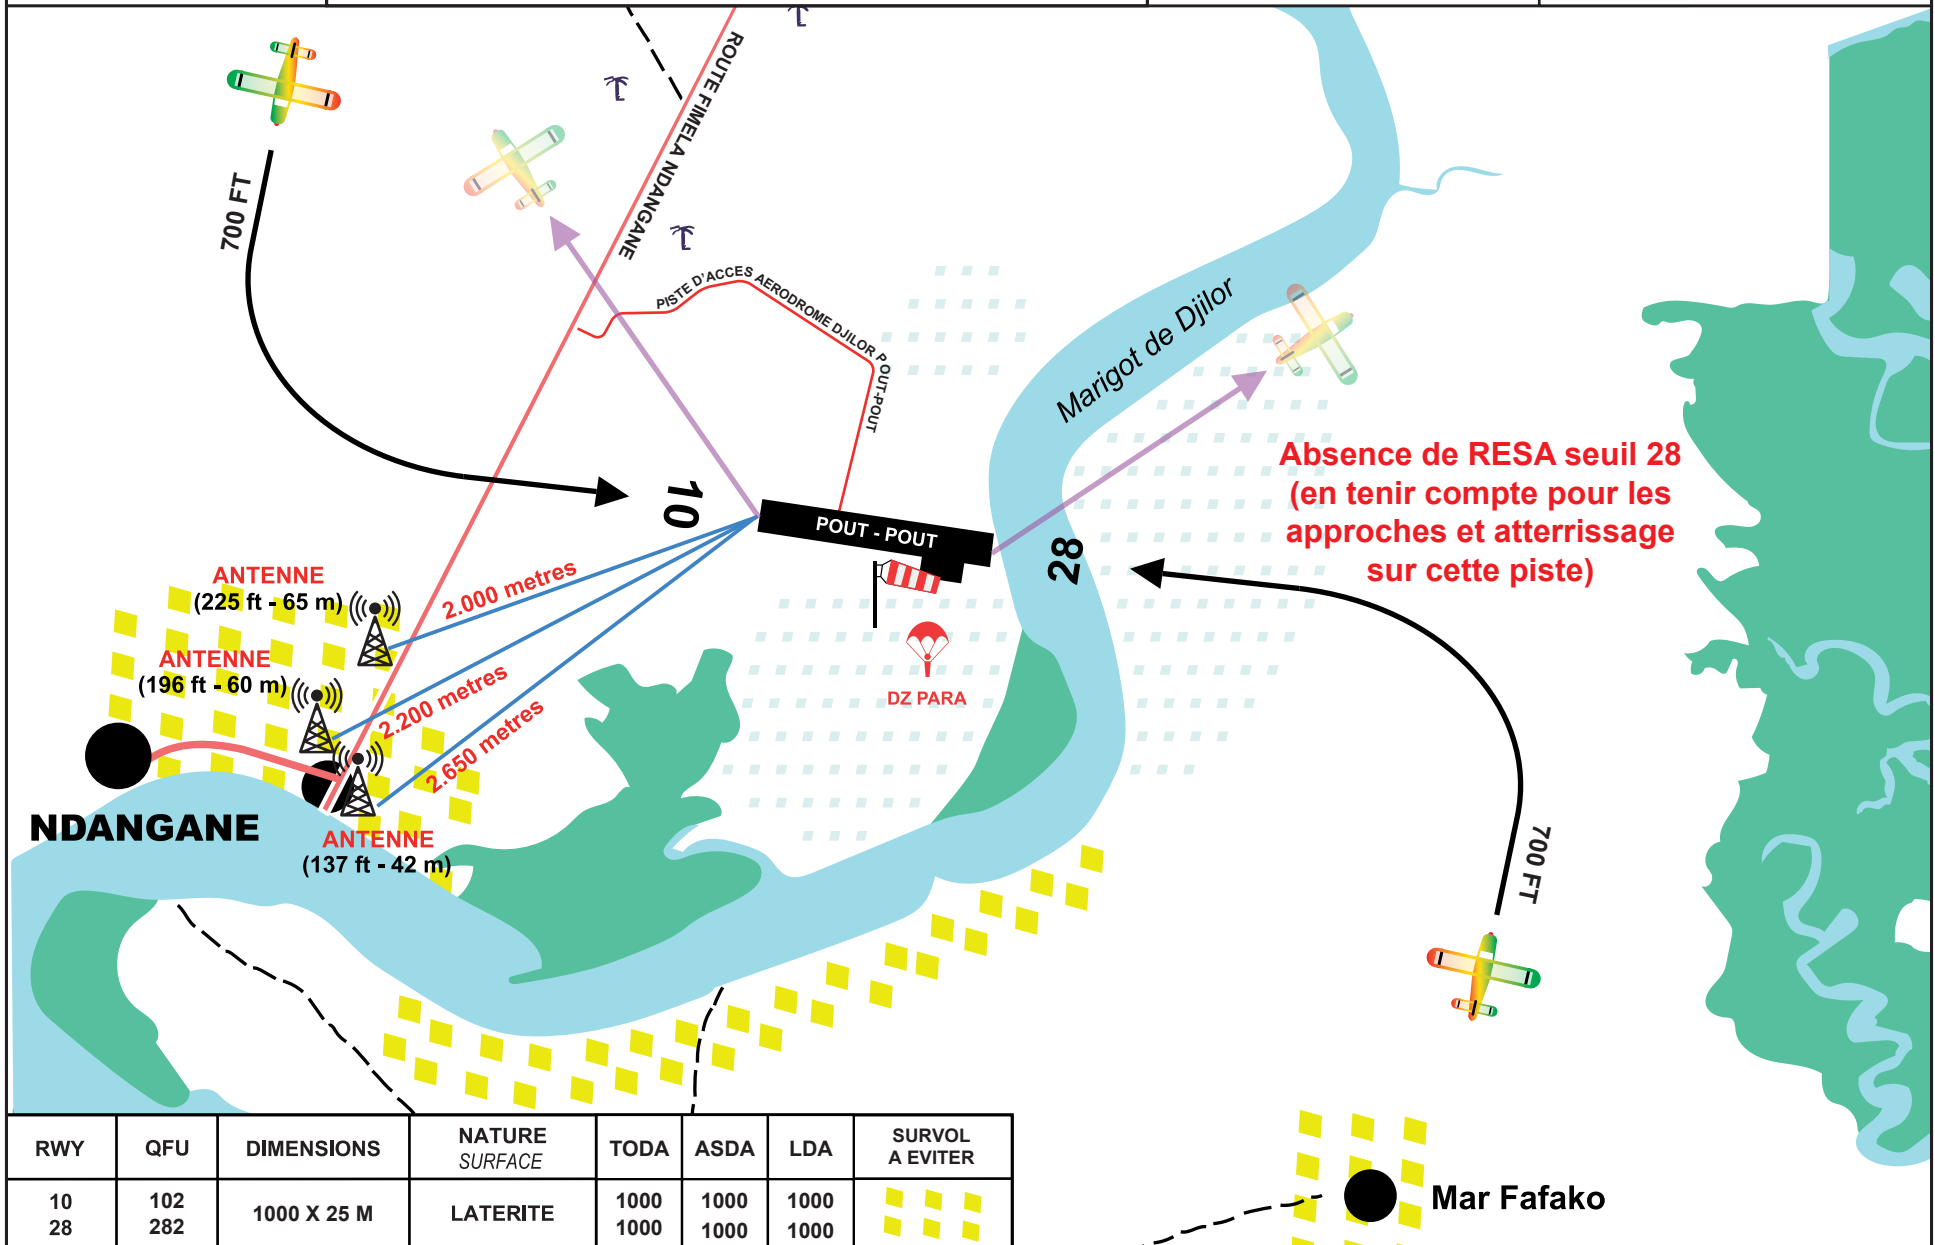 700 FT
ROUTE FIMELA NDANGANE
PISTE D'ACCES AERODROME DJILOR POUT-POUT
Marigot de Djilor
10
POUT - POUT
28
Absence de RESA seuil 28
(en tenir compte pour les
approches et atterrissage
sur cette piste)
ANTENNE
(225 ft - 65 m)
2.000 metres
ANTENNE
(196 ft - 60 m)
2.200 metres
2.650 metres
DZ PARA
NDANGANE
ANTENNE
(137 ft - 42 m)
700 FT
RWY QFU DIMENSIONS NATURE SURFACE TODA ASDA LDA SURVOL A EVITER
10 102 1000 X 25 M LATERITE 1000 1000 1000
28 282 1000 1000 1000
Mar Fafako